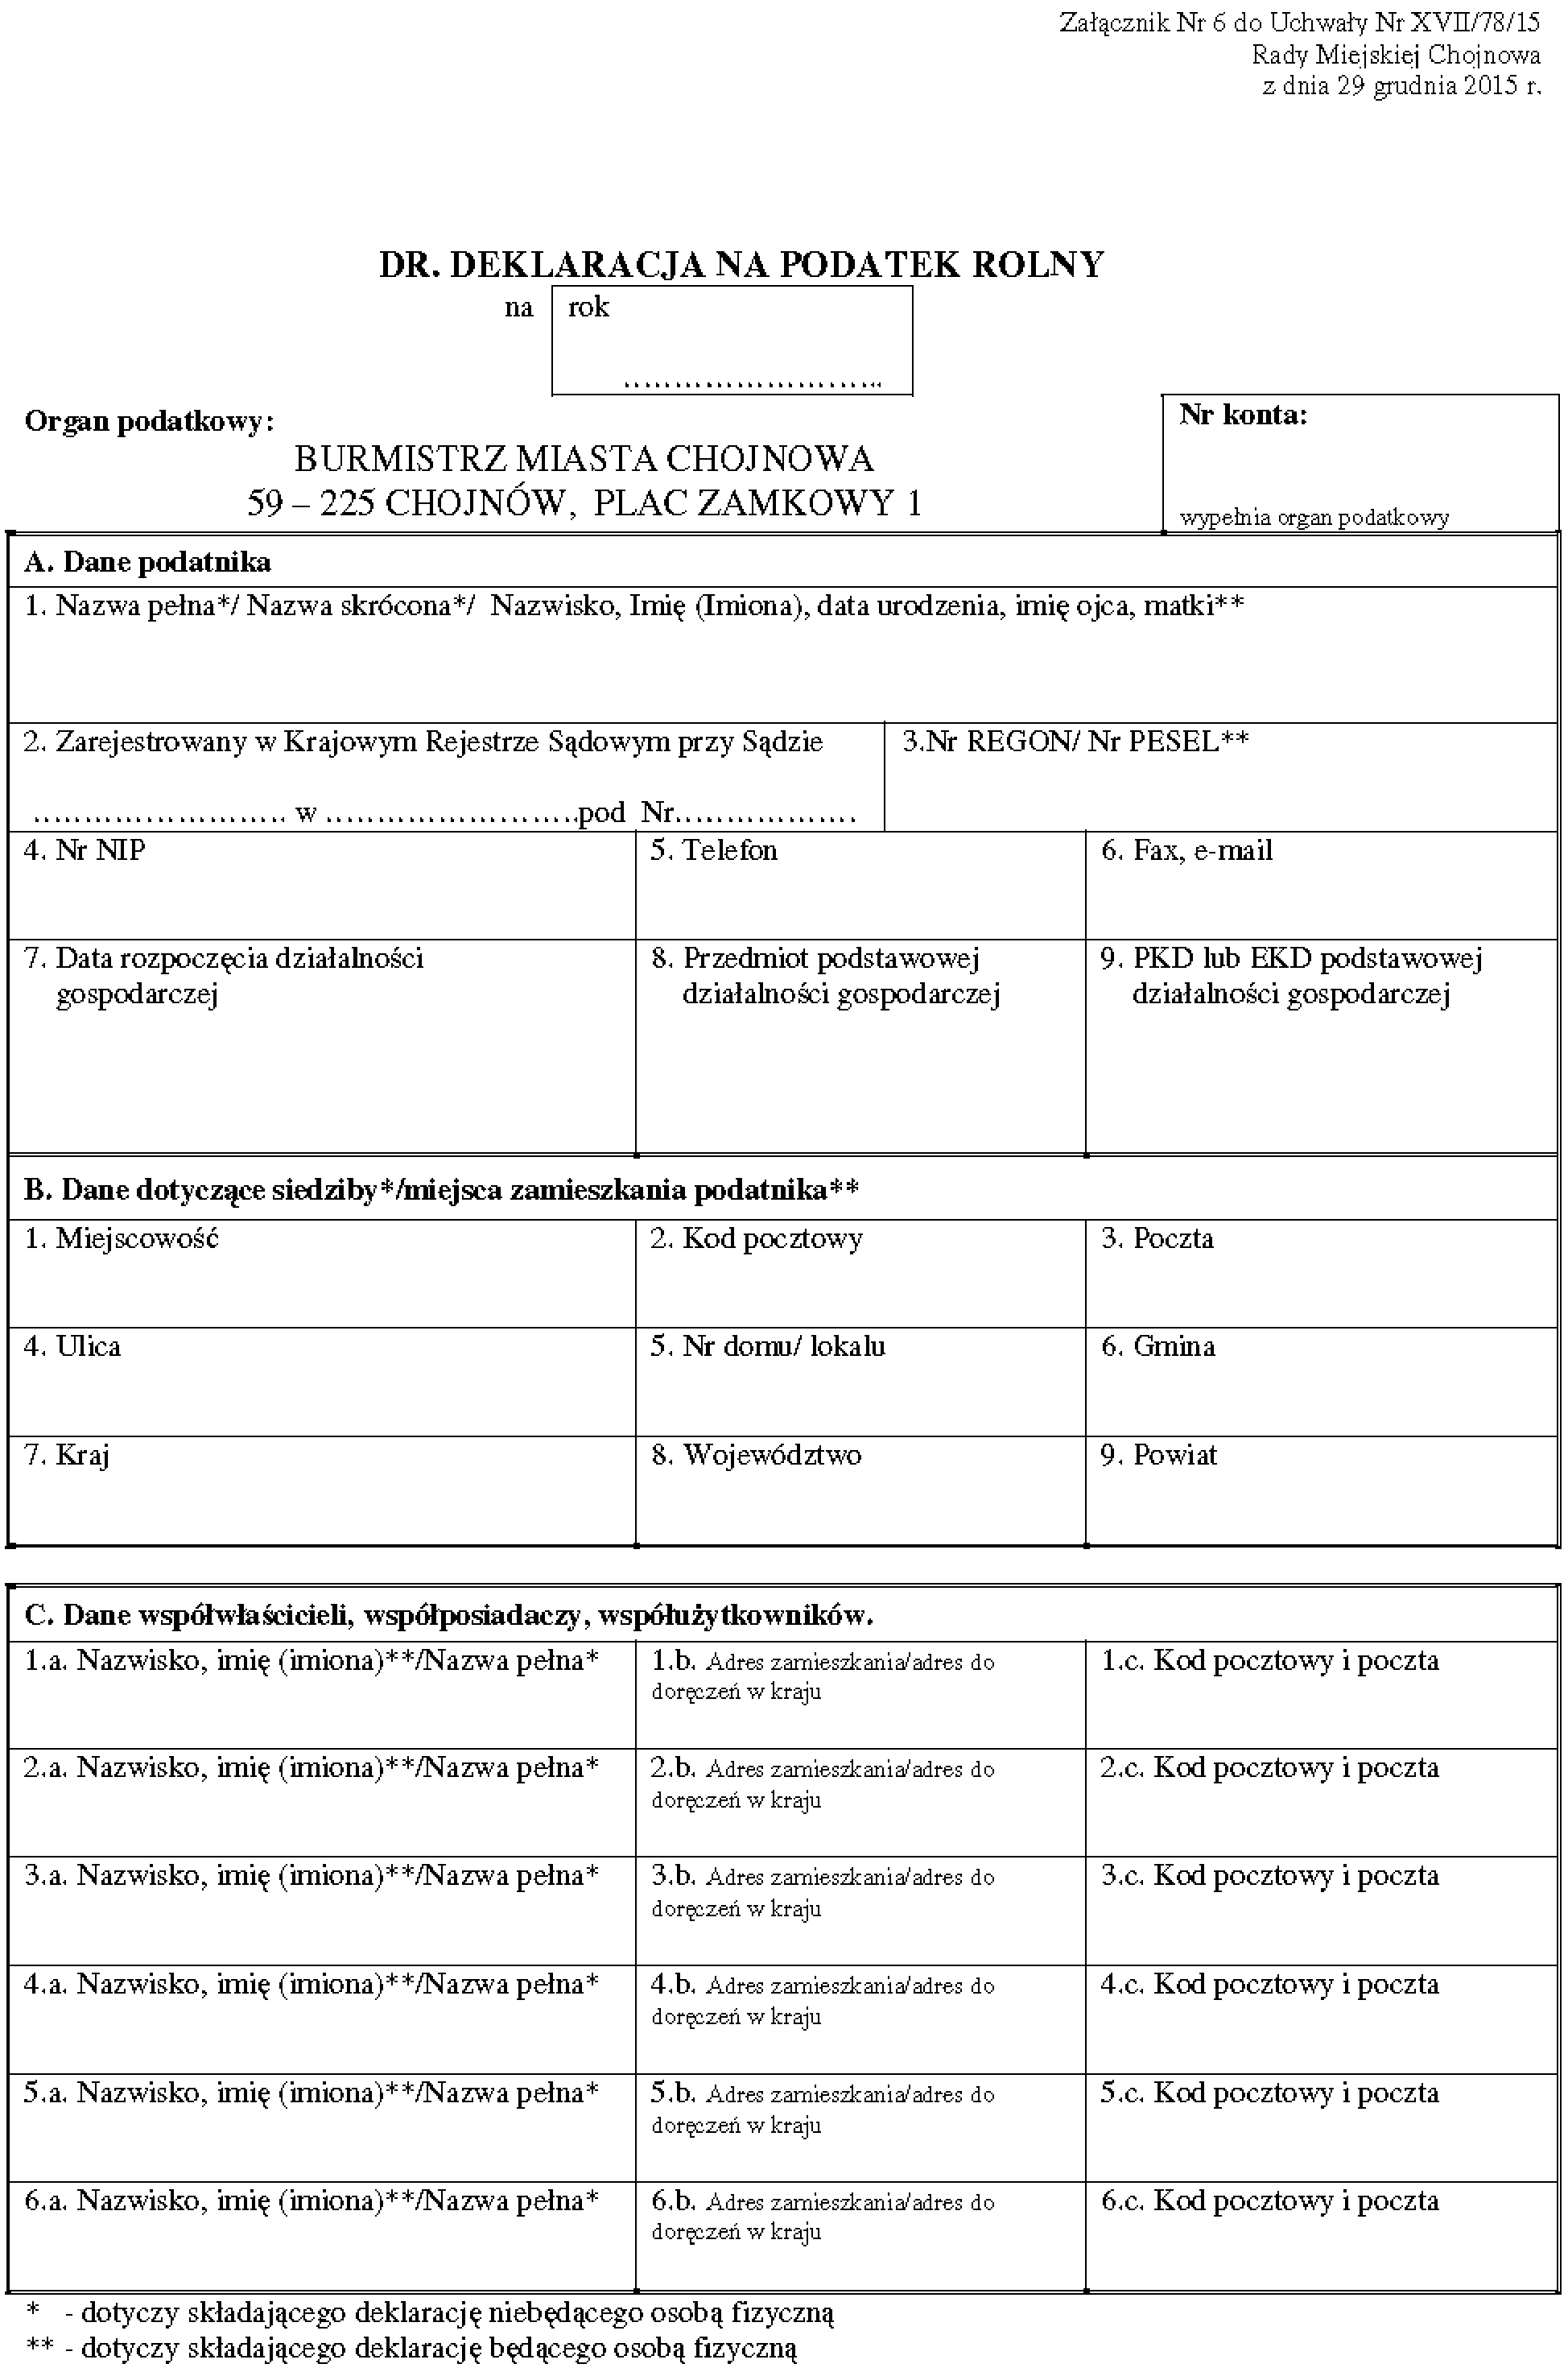 Załącznik Nr 6 do Uchwały Nr XVII/78/15
Rady Miejskiej Chojnowa
z dnia 29 grudnia 2015 r.
DR. DEKLARACJA NA PODATEK ROLNY
na rok
……………………..
Organ podatkowy:
Nr konta:
BURMISTRZ MIASTA CHOJNOWA
59 – 225 CHOJNÓW, PLAC ZAMKOWY 1
wypełnia organ podatkowy
A. Dane podatnika
1. Nazwa pełna*/ Nazwa skrócona*/ Nazwisko, Imię (Imiona), data urodzenia, imię ojca, matki**
2. Zarejestrowany w Krajowym Rejestrze Sądowym przy Sądzie
……………………. w …………………….pod Nr………………
3.Nr REGON/ Nr PESEL**
4. Nr NIP
5. Telefon
6. Fax, e-mail
7. Data rozpoczęcia działalności
gospodarczej
8. Przedmiot podstawowej
działalności gospodarczej
9. PKD lub EKD podstawowej
działalności gospodarczej
B. Dane dotyczące siedziby*/miejsca zamieszkania podatnika**
1. Miejscowość
2. Kod pocztowy
3. Poczta
4. Ulica
5. Nr domu/ lokalu
6. Gmina
7. Kraj
8. Województwo
9. Powiat
C. Dane współwłaścicieli, współposiadaczy, współużytkowników.
1.a. Nazwisko, imię (imiona)**/Nazwa pełna*
1.b. Adres zamieszkania/adres do
doręczeń w kraju
1.c. Kod pocztowy i poczta
2.a. Nazwisko, imię (imiona)**/Nazwa pełna*
2.b. Adres zamieszkania/adres do
doręczeń w kraju
2.c. Kod pocztowy i poczta
3.a. Nazwisko, imię (imiona)**/Nazwa pełna*
3.b. Adres zamieszkania/adres do
doręczeń w kraju
3.c. Kod pocztowy i poczta
4.a. Nazwisko, imię (imiona)**/Nazwa pełna*
4.b. Adres zamieszkania/adres do
doręczeń w kraju
4.c. Kod pocztowy i poczta
5.a. Nazwisko, imię (imiona)**/Nazwa pełna*
5.b. Adres zamieszkania/adres do
doręczeń w kraju
5.c. Kod pocztowy i poczta
6.a. Nazwisko, imię (imiona)**/Nazwa pełna*
6.b. Adres zamieszkania/adres do
doręczeń w kraju
6.c. Kod pocztowy i poczta
* - dotyczy składającego deklarację niebędącego osobą fizyczną
** - dotyczy składającego deklarację będącego osobą fizyczną